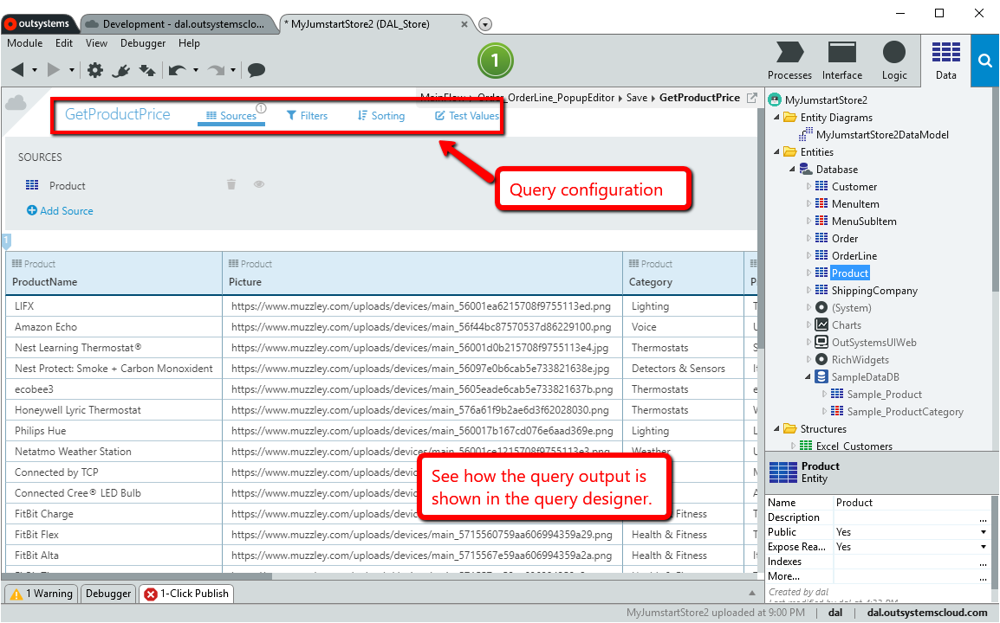 outsystems
Development - dal.outsystemsclo...
* MyJumstartStore2 (DAL_Store)
Module Edit View Debugger Help
1
Processes Interface Logic Data
MainFlow Order_OrderLine_PopupEditor Save GetProductPrice
GetProductPrice
Sources 1
Filters
Sorting
Test Values
Query configuration
SOURCES
Product
Add Source
1
Product Product Product
ProductName Picture Category
LIFX https://www.muzzley.com/uploads/devices/main_56001ea6215708f9755113ed.png Lighting
Amazon Echo https://www.muzzley.com/uploads/devices/main_56f44bc87570537d86229100.png Voice
Nest Learning Thermostat® https://www.muzzley.com/uploads/devices/main_56001d0b215708f9755113e4.jpg Thermostats
Nest Protect: Smoke + Carbon Monoxident https://www.muzzley.com/uploads/devices/main_56097e0b6cab5e733821638e.jpg Detectors & Sensors
ecobee3 https://www.muzzley.com/uploads/devices/main_5605eade6cab5e733821637b.png Thermostats
Honeywell Lyric Thermostat https://www.muzzley.com/uploads/devices/main_576a61f9b2ae6d3f62028030.png Thermostats
Philips Hue https://www.muzzley.com/uploads/devices/main_560017b167cd076e6aad369e.png Lighting
Netatmo Weather Station https://www.muzzley.com/uploads/devices/main_56001ce1215708f9755113e3.png Weather
Connected by TCP https://www.muzzley.com/uploads/devic
Connected Cree® LED Bulb https://www.muzzley.com/uploads/devic
FitBit Charge https://www.muzzley.com/uploads/devic & Fitness
FitBit Flex https://www.muzzley.com/uploads/devices/main_5715560759aa606994359a29.png Health & Fitness
FitBit Alta https://www.muzzley.com/uploads/devices/main_5715567e59aa606994359a2a.png Health & Fitness
See how the query output is
shown in the query designer.
MyJumstartStore2
Entity Diagrams
MyJumstartStore2DataModel
Entities
Database
Customer
MenuItem
MenuSubItem
Order
OrderLine
Product
ShippingCompany
(System)
Charts
OutSystemsUIWeb
RichWidgets
SampleDataDB
Sample_Product
Sample_ProductCategory
Structures
Excel_Customers
Product
Entity
Name Product
Description ...
Public Yes
Expose Rea... Yes
Indexes ...
More... ...
Created by dal
Last modified by dal at 4:33 PM
1 Warning Debugger 1-Click Publish
MyJumstartStore2 uploaded at 9:00 PM | dal | dal.outsystemscloud.com